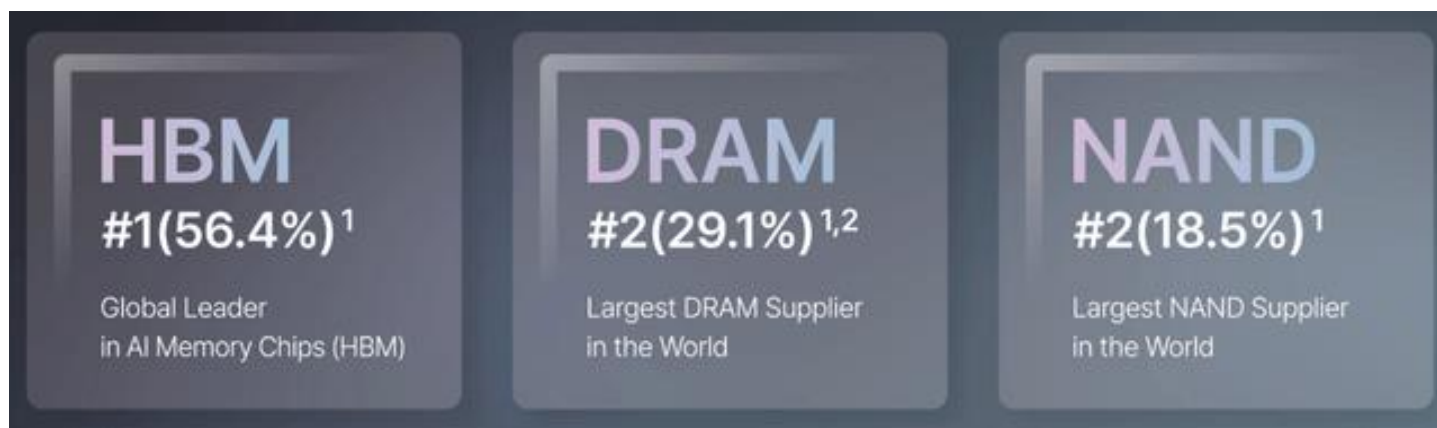 HBM
#1(56.4%)¹
Global Leader
in AI Memory Chips (HBM)
DRAM
#2(29.1%)¹,²
Largest DRAM Supplier
in the World
NAND
#2(18.5%)¹
Largest NAND Supplier
in the World